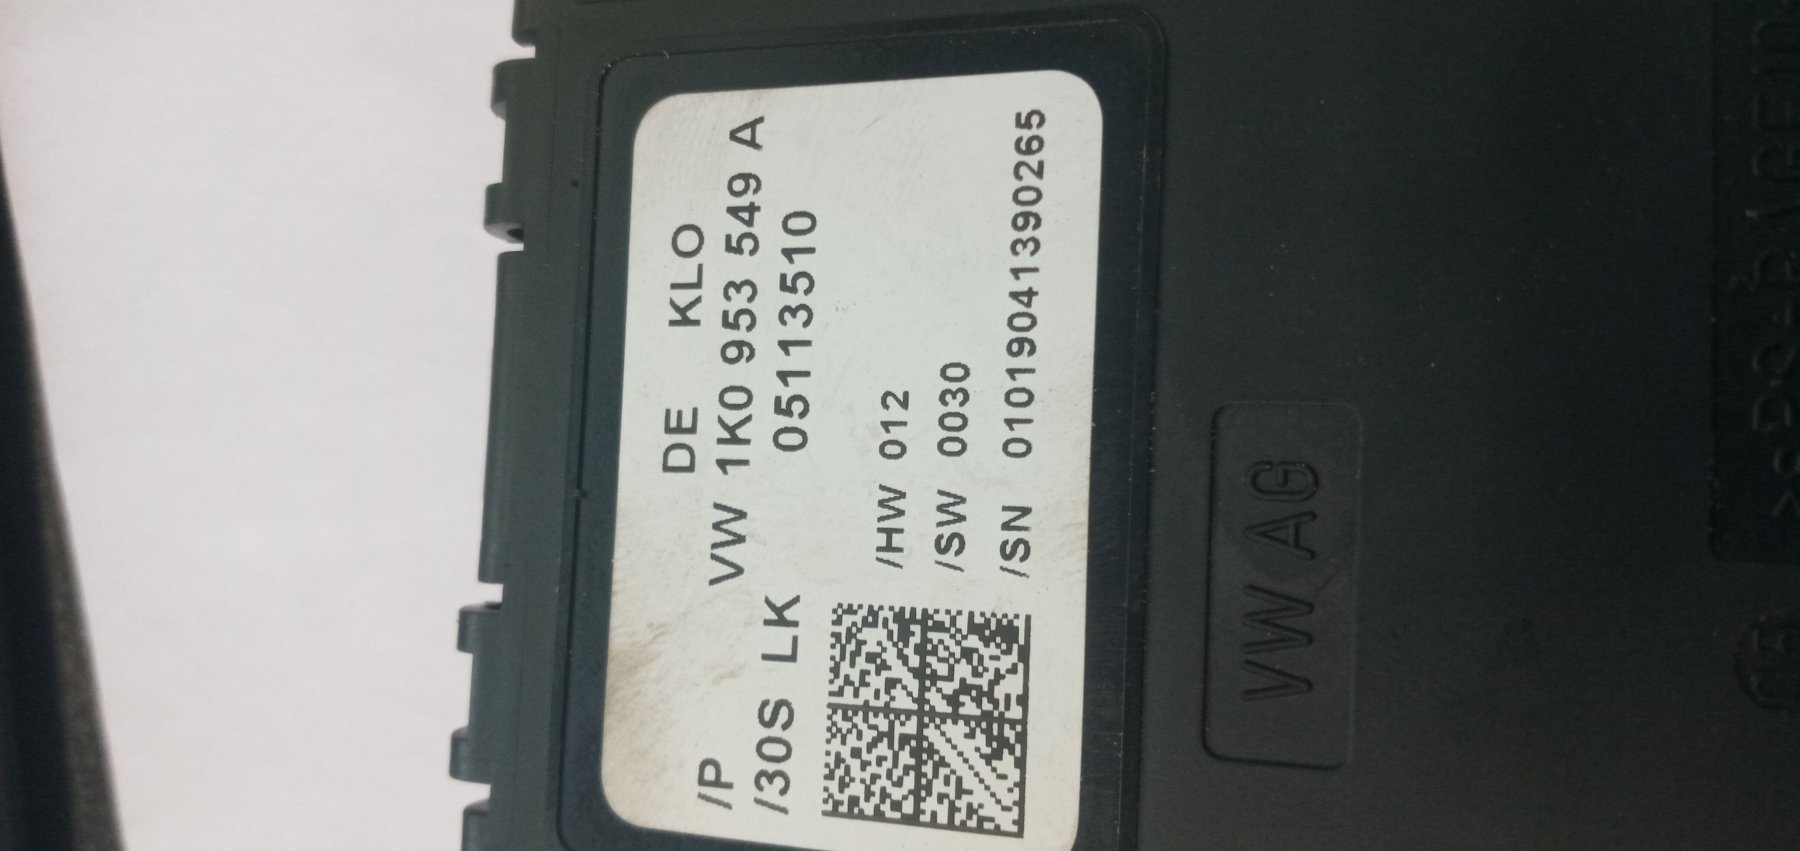 DE KLO
/P VW 1K0 953 549 A
/30S LK 05113510
/HW 012
/SW 0030
/SN 01019041390265
VW AG